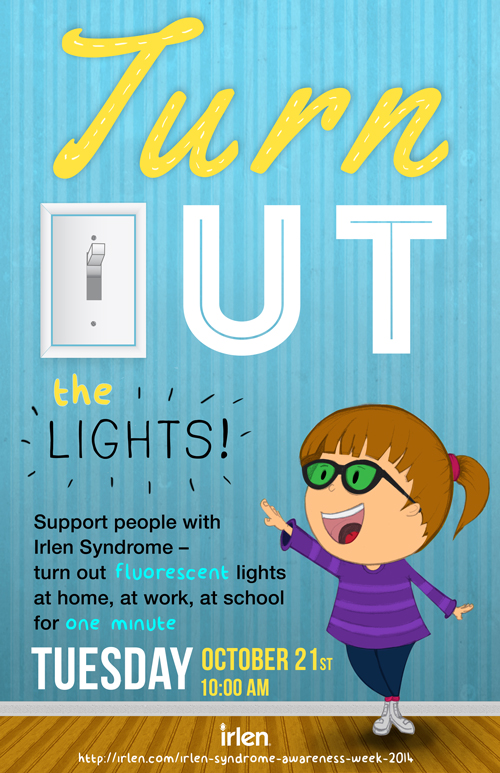 Turn
OUT
the
LIGHTS!
Support people with
Irlen Syndrome –
turn out fluorescent lights
at home, at work, at school
for one minute
TUESDAY OCTOBER 21ST
10:00 AM
irlen
http://irlen.com/irlen-syndrome-awareness-week-2014